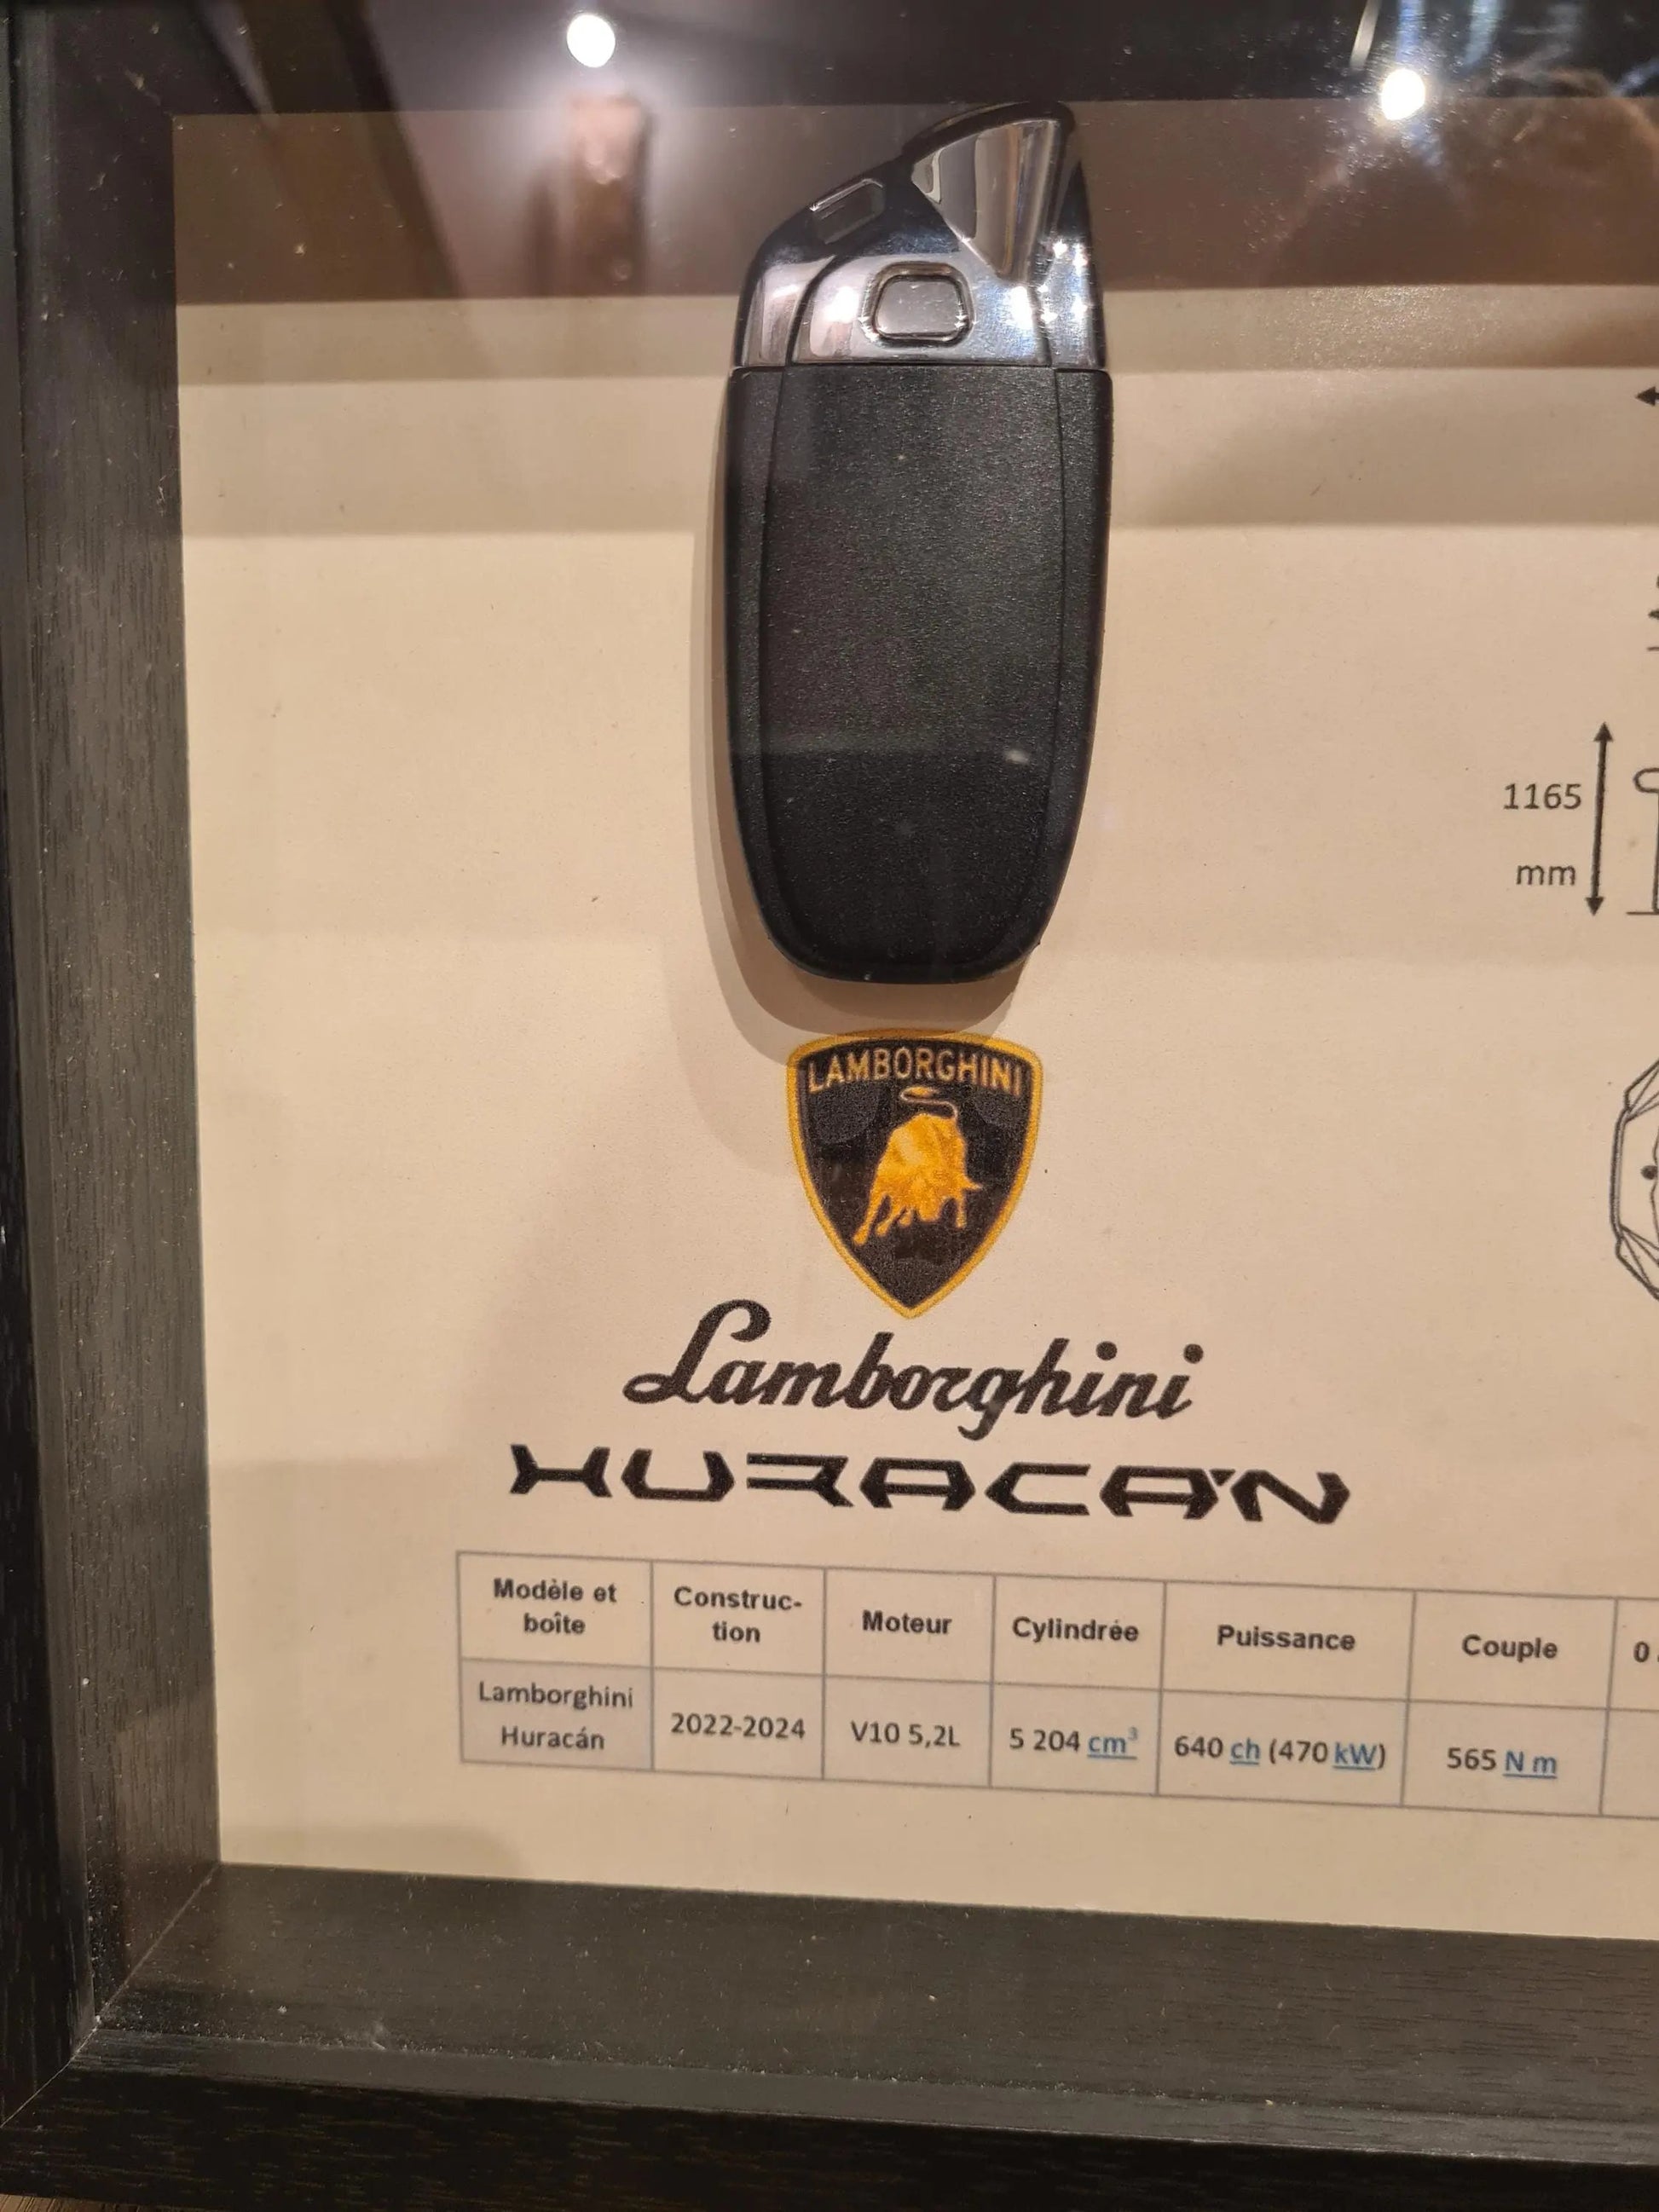 1165
mm
LAMBORGHINI
Lamborghini
HURACÁN
Modèle et
boîte
Construc-
tion
Moteur
Cylindrée
Puissance
Couple
0
Lamborghini
Huracán
2022-2024
V10 5,2L
5 204 cm³
640 ch (470 kW)
565 N m